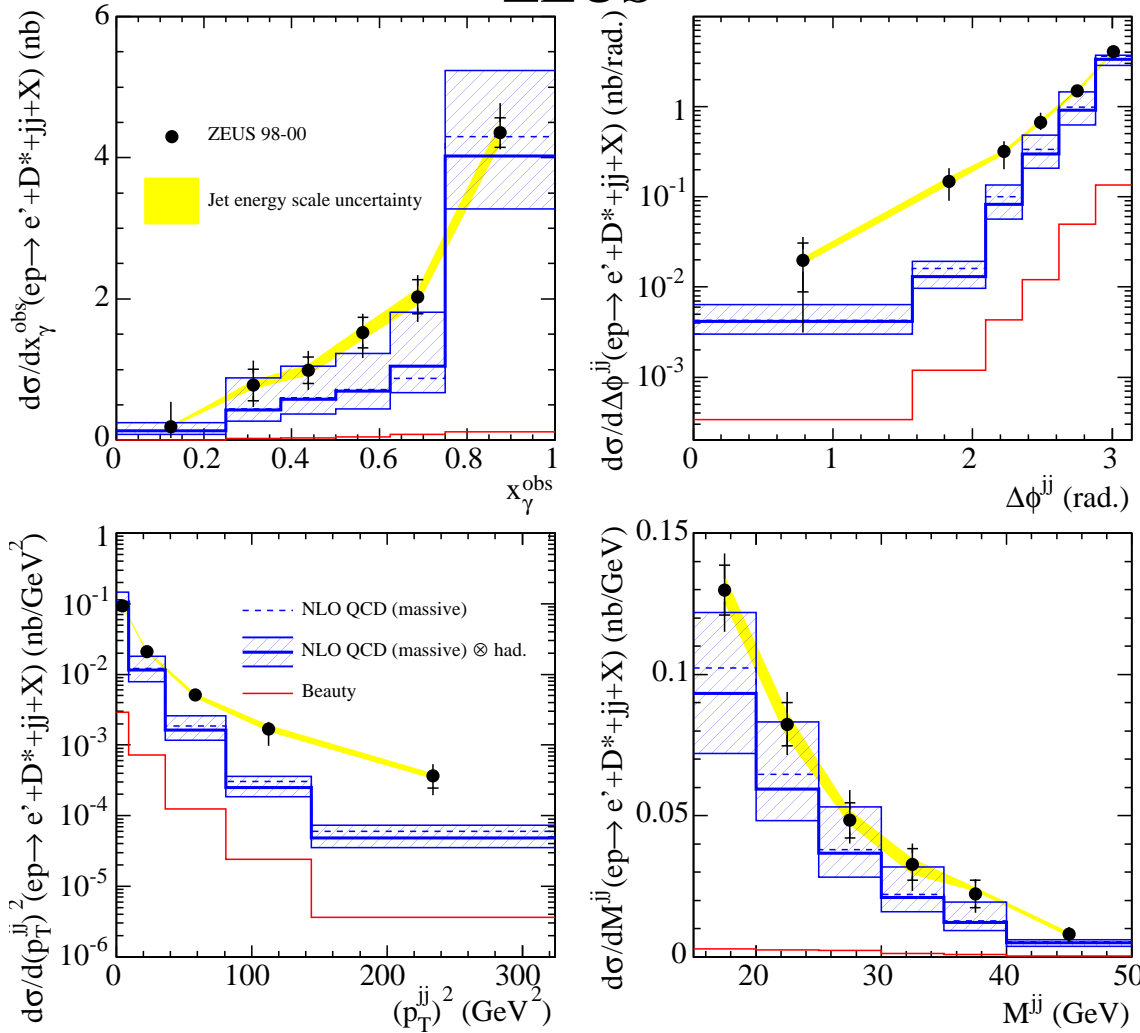 ZEUS
dσ/dx_γ^obs(ep→ e'+D*+jj+X) (nb)
6
4
2
0
ZEUS 98-00
Jet energy scale uncertainty
0 0.2 0.4 0.6 0.8 1
x_γ^obs
dσ/dΔϕ^jj(ep→ e'+D*+jj+X) (nb/rad.)
1
10^-1
10^-2
10^-3
0 1 2 3
Δϕ^jj (rad.)
dσ/d(p_T^jj)^2(ep→ e'+D*+jj+X) (nb/GeV^2)
1
10^-1
10^-2
10^-3
10^-4
10^-5
10^-6
NLO QCD (massive)
NLO QCD (massive) ⊗ had.
Beauty
0 100 200 300
(p_T^jj)^2 (GeV^2)
dσ/dM^jj(ep→ e'+D*+jj+X) (nb/GeV)
0.15
0.1
0.05
0
20 30 40 50
M^jj (GeV)